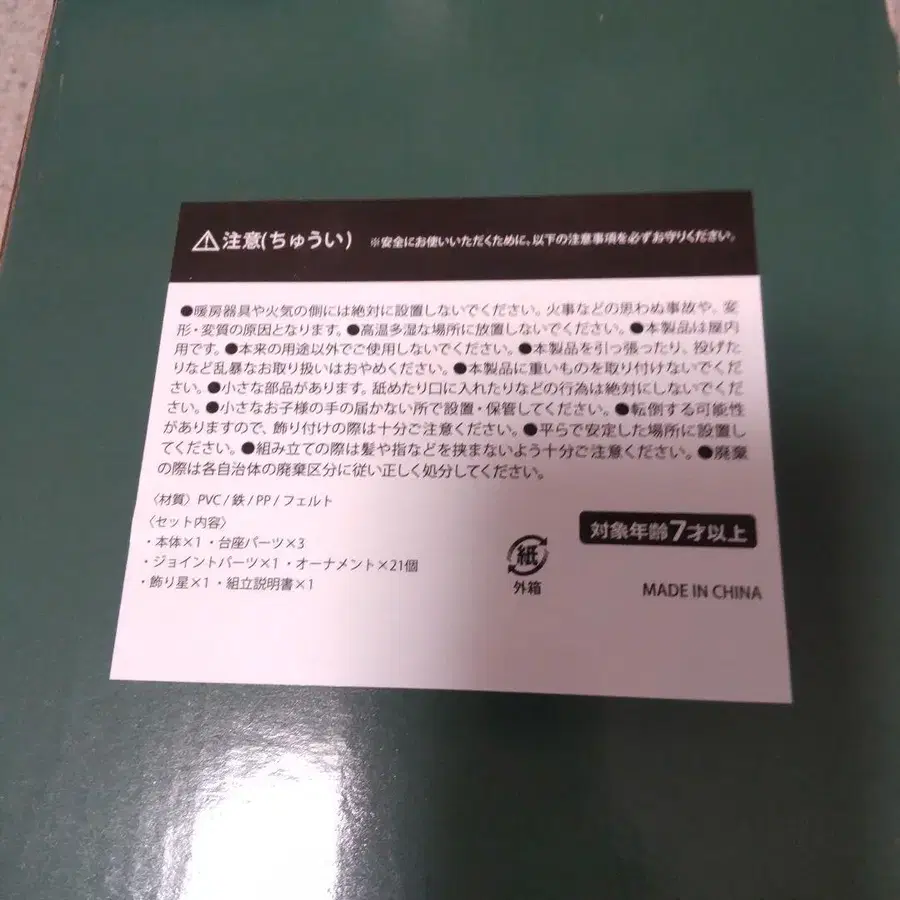 ⚠注意(ちゅうい) ※安全にお使いいただくために、以下の注意事項を必ずお守りください。
●暖房器具や火気の側には絶対に設置しないでください。火事などの思わぬ事故や、変
形・変質の原因となります。●高温多湿な場所に放置しないでください。●本製品は屋内
用です。●本来の用途以外でご使用しないでください。●本製品を引っ張ったり、投げた
りなど乱暴なお取り扱いはおやめください。●本製品に重いものを取り付けないでくだ
さい。●小さな部品があります。舐めたり口に入れたりなどの行為は絶対にしないでくだ
さい。●小さなお子様の手の届かない所で設置・保管してください。●転倒する可能性
がありますので、飾り付けの際は十分ご注意ください。●平らで安定した場所に設置し
てください。●組み立ての際は髪や指などを挟まないよう十分ご注意ください。●廃棄
の際は各自治体の廃棄区分に従い正しく処分してください。
〈材質〉PVC/鉄/PP/フェルト
〈セット内容〉
・本体×1・台座パーツ×3
・ジョイントパーツ×1・オーナメント×21個
・飾り星×1・組立説明書×1
紙
外箱
対象年齢7才以上
MADE IN CHINA